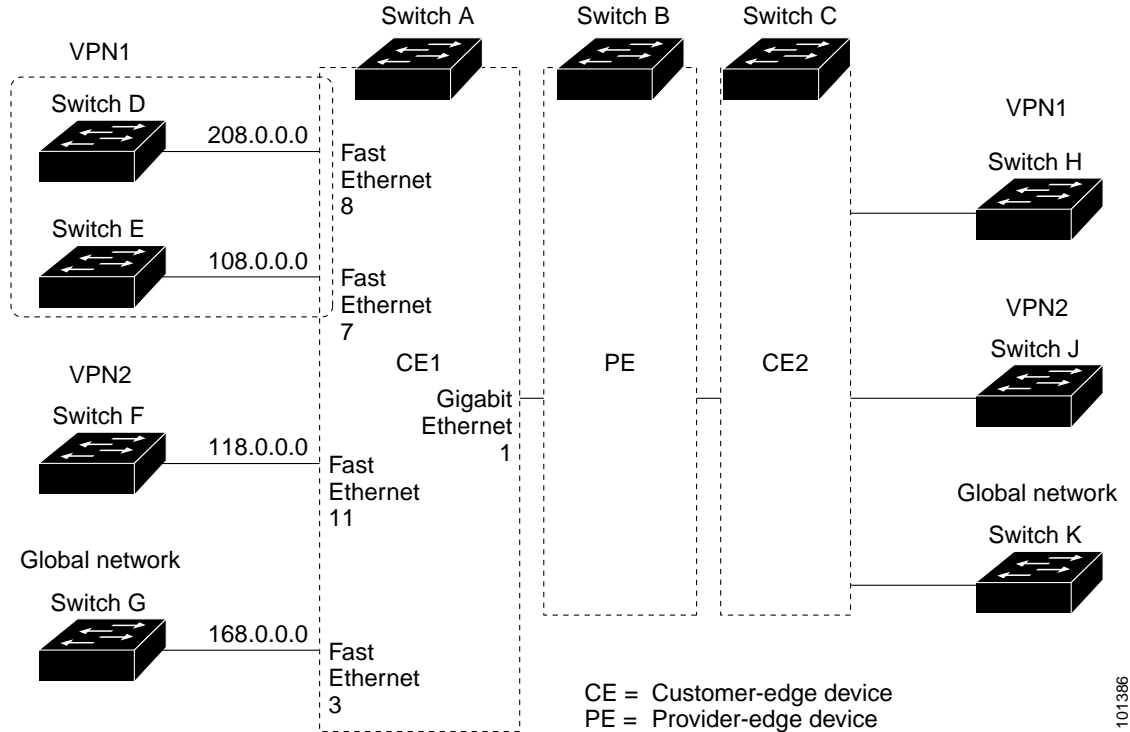 Switch A
Switch B
Switch C
VPN1
Switch D
208.0.0.0
Fast
Ethernet
8
Switch E
108.0.0.0
Fast
Ethernet
7
VPN2
Switch F
118.0.0.0
Fast
Ethernet
11
Global network
Switch G
168.0.0.0
Fast
Ethernet
3
CE1
Gigabit
Ethernet
1
PE
CE2
VPN1
Switch H
VPN2
Switch J
Global network
Switch K
CE = Customer-edge device
PE = Provider-edge device
101386